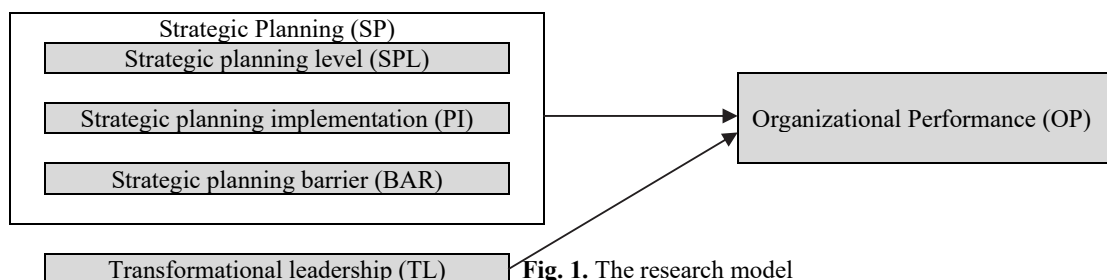 Strategic Planning (SP)
Strategic planning level (SPL)
Strategic planning implementation (PI)
Organizational Performance (OP)
Strategic planning barrier (BAR)
Transformational leadership (TL)
Fig. 1. The research model